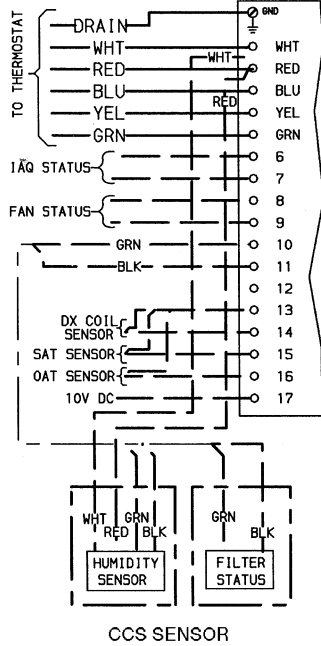 GND
DRAIN
WHT WHT
WHT
RED RED
BLU BLU
RED
YEL YEL
GRN GRN
TO THERMOSTAT
IAQ STATUS
6
7
FAN STATUS
8
9
GRN 10
BLK 11
12
13
DX COIL
SENSOR
14
SAT SENSOR 15
OAT SENSOR 16
10V DC 17
WHT
RED
GRN
BLK
GRN
BLK
HUMIDITY
SENSOR
FILTER
STATUS
CCS SENSOR